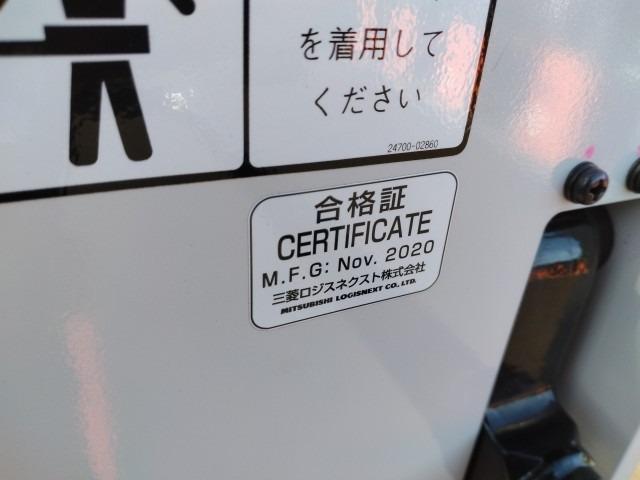 を着用して
ください
24700-02860
合格証
CERTIFICATE
M.F.G: Nov. 2020
三菱ロジスネクスト株式会社
MITSUBISHI LOGISNEXT CO., LTD.